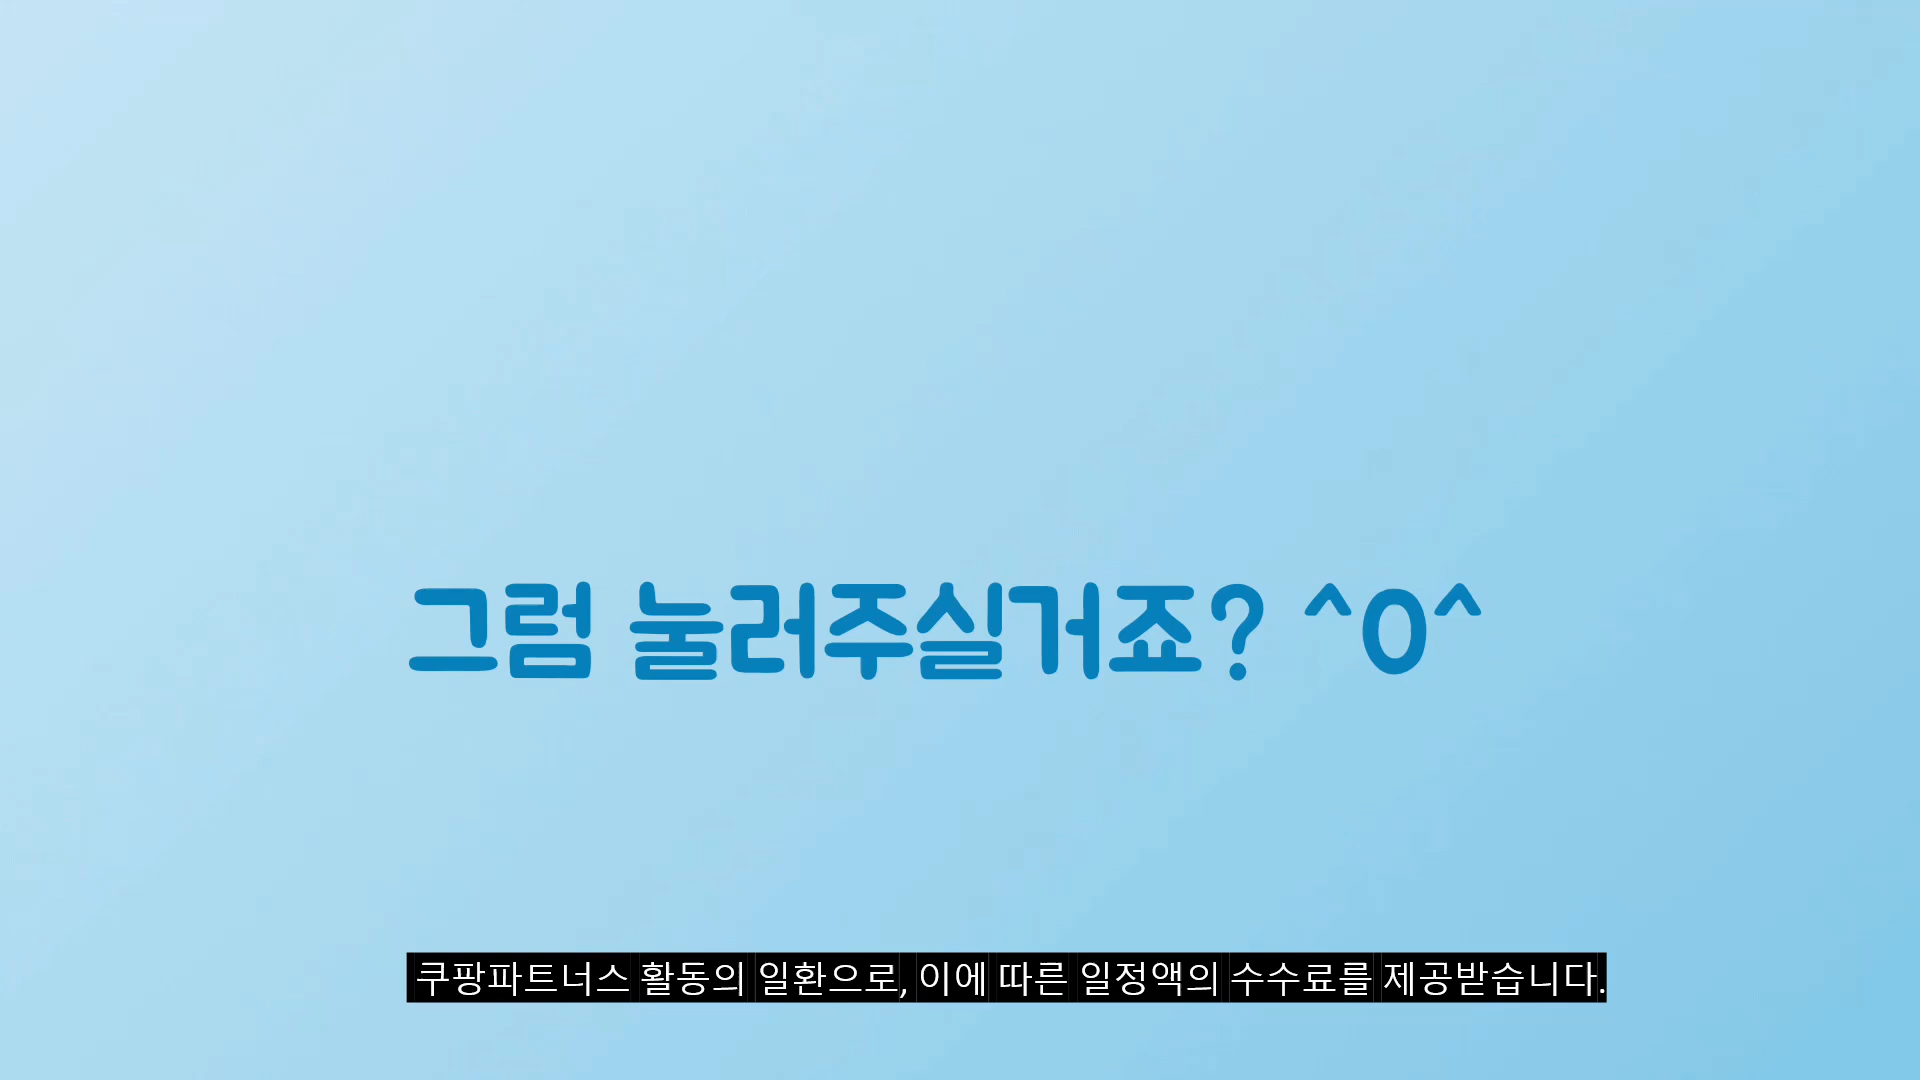 그럼 눌러주실거죠? ^0^
쿠팡파트너스 활동의 일환으로, 이에 따른 일정액의 수수료를 제공받습니다.